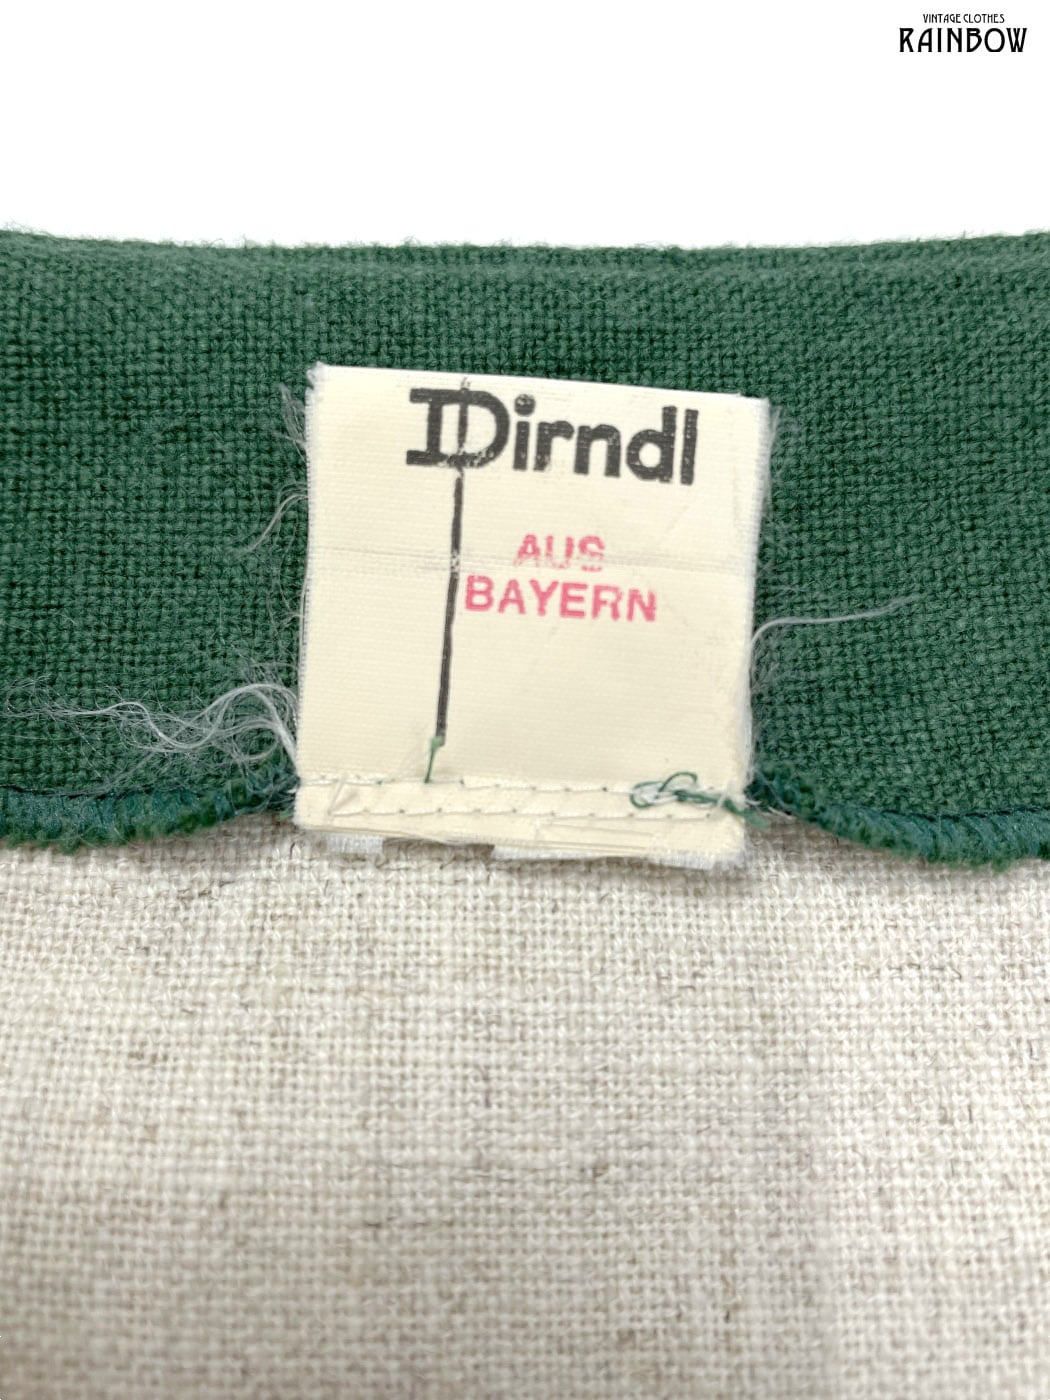 VINTAGE CLOTHES
RAINBOW
Dirndl
AUS
BAYERN